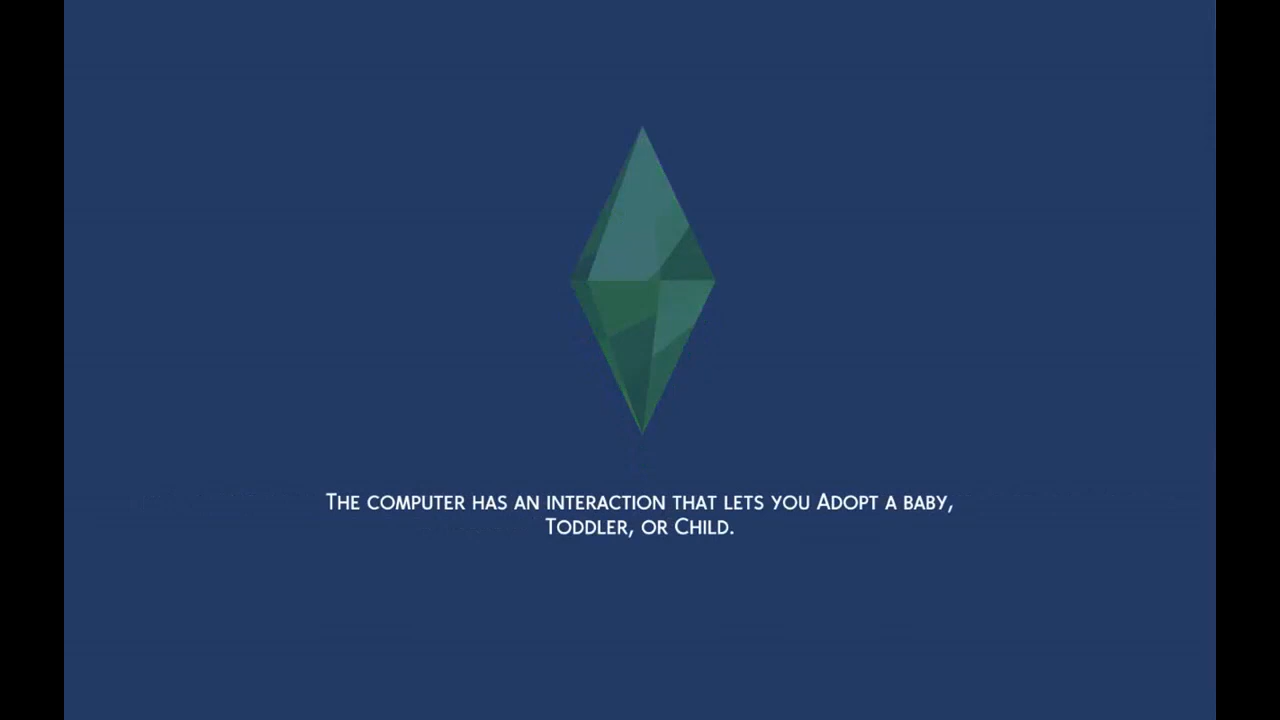 The computer has an interaction that lets you Adopt a baby,
Toddler, or Child.